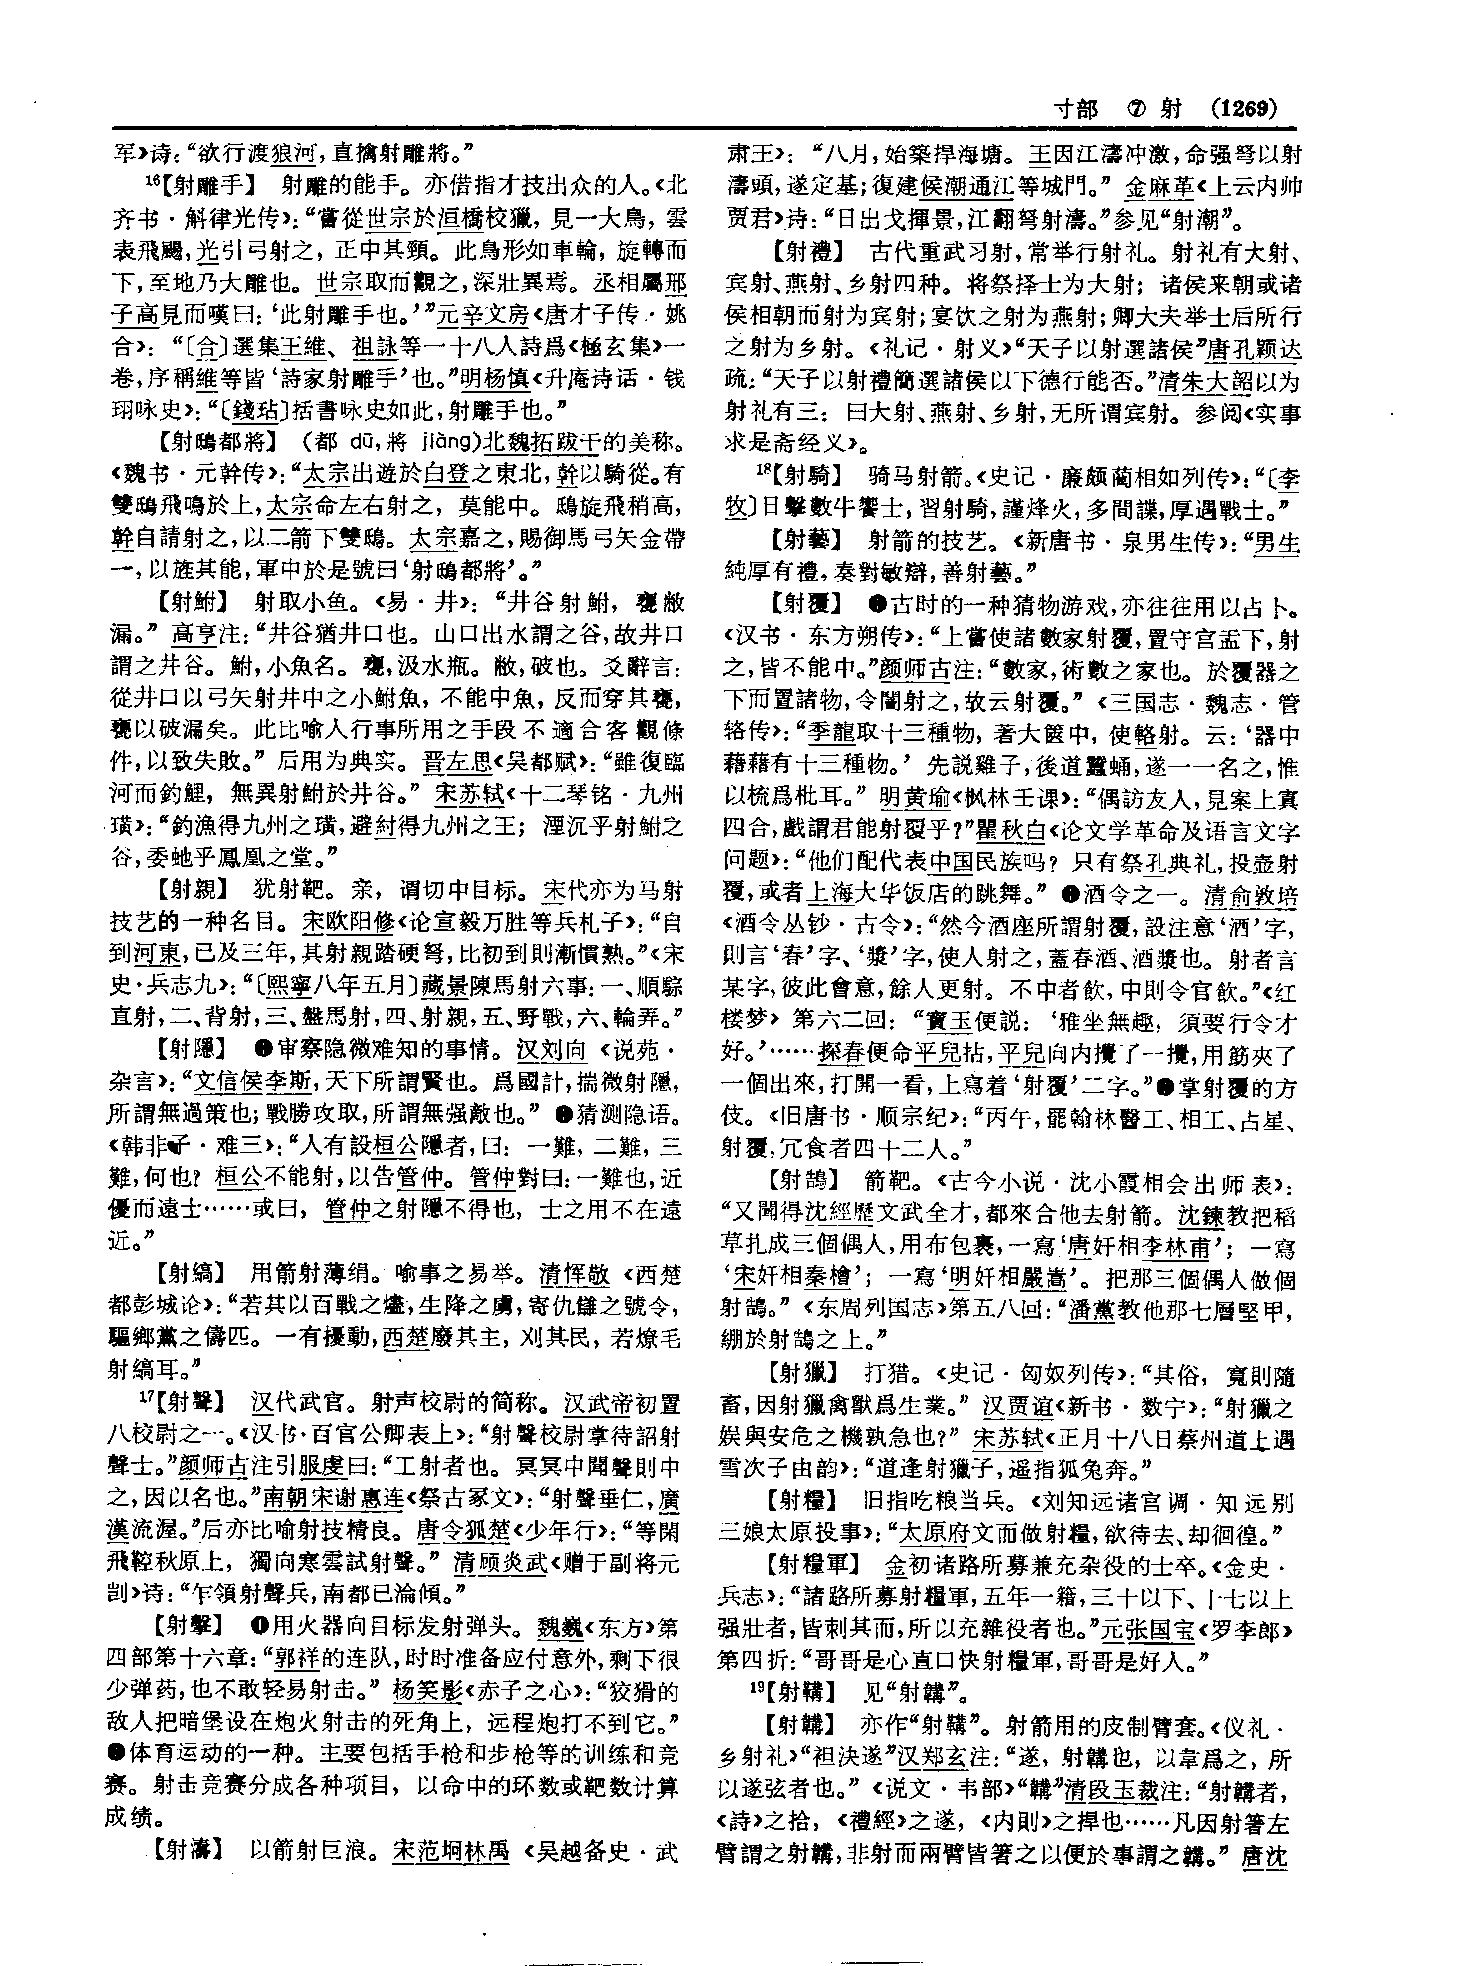 寸部 ⑦ 射 (1269)
军》诗：“欲行渡狼河，直擒射雕將。”
16【射雕手】 射雕的能手。亦借指才技出众的人。《北
齐书·斛律光传》：“嘗從世宗於洹橋校獵，見一大鳥，雲
表飛颺，光引弓射之，正中其頸。此鳥形如車輪，旋轉而
下，至地乃大雕也。世宗取而觀之，深壯異焉。丞相屬邢
子高見而嘆曰：‘此射雕手也。’”元辛文房《唐才子传·姚
合》：“〔合〕選集王維、祖詠等一十八人詩爲《極玄集》一
卷，序稱維等皆‘詩家射雕手’也。”明杨慎《升庵诗话·钱
珝咏史》：“〔錢珝〕括書咏史如此，射雕手也。”
【射鴟都將】 （都 dū，將 jiàng）北魏拓跋干的美称。
《魏书·元幹传》：“太宗出遊於白登之東北，幹以騎從。有
雙鴟飛鳴於上，太宗命左右射之，莫能中。鴟旋飛稍高，
幹自請射之，以二箭下雙鴟。太宗嘉之，賜御馬弓矢金帶
一，以旌其能，軍中於是號曰‘射鴟都將’。”
【射鮒】 射取小鱼。《易·井》：“井谷射鮒，甕敝
漏。”高亨注：“井谷猶井口也。山口出水謂之谷，故井口
謂之井谷。鮒，小魚名。甕，汲水瓶。敝，破也。爻辭言：
從井口以弓矢射井中之小鮒魚，不能中魚，反而穿其甕，
甕以破漏矣。此比喻人行事所用之手段不適合客觀條
件，以致失敗。”后用为典实。晋左思《吴都赋》：“雖復臨
河而釣鯉，無異射鮒於井谷。”宋苏轼《十二琴铭·九州
璜》：“釣漁得九州之璜，避紂得九州之王；湮沉乎射鮒之
谷，委虵乎鳳凰之堂。”
【射親】 犹射靶。亲，谓切中目标。宋代亦为马射
技艺的一种名目。宋欧阳修《论宣毅万胜等兵札子》：“自
到河東，已及三年，其射親踏硬弩，比初到則漸慣熟。”《宋
史·兵志九》：“〔熙寧八年五月〕藏景陳馬射六事：一、順騣
直射，二、背射，三、盤馬射，四、射親，五、野戰，六、輪弄。”
【射隱】 ❶审察隐微难知的事情。汉刘向《说苑·
杂言》：“文信侯李斯，天下所謂賢也。爲國計，揣微射隱，
所謂無過策也；戰勝攻取，所謂無强敵也。”❷猜测隐语。
《韩非子·难三》：“人有設桓公隱者，曰：一難，二難，三
難，何也？桓公不能射，以告管仲。管仲對曰：一難也，近
優而遠士……或曰，管仲之射隱不得也，士之用不在遠
近。”
【射縞】 用箭射薄绢。喻事之易举。清恽敬《西楚
都彭城论》：“若其以百戰之燼，生降之虜，寄仇讎之號令，
驅鄉黨之儔匹。一有擾動，西楚廢其主，刈其民，若燎毛
射縞耳。”
17【射聲】 汉代武官。射声校尉的简称。汉武帝初置
八校尉之一。《汉书·百官公卿表上》：“射聲校尉掌待詔射
聲士。”颜师古注引服虔曰：“工射者也。冥冥中聞聲則中
之，因以名也。”南朝宋谢惠连《祭古冢文》：“射聲垂仁，廣
漢流渥。”后亦比喻射技精良。唐令狐楚《少年行》：“等閑
飛鞚秋原上，獨向寒雲試射聲。”清顾炎武《赠于副将元
剀》诗：“乍領射聲兵，南都已淪傾。”
【射擊】 ❶用火器向目标发射弹头。魏巍《东方》第
四部第十六章：“郭祥的连队，时时准备应付意外，剩下很
少弹药，也不敢轻易射击。”杨笑影《赤子之心》：“狡猾的
敌人把暗堡设在炮火射击的死角上，远程炮打不到它。”
❷体育运动的一种。主要包括手枪和步枪等的训练和竞
赛。射击竞赛分成各种项目，以命中的环数或靶数计算
成绩。
【射濤】 以箭射巨浪。宋范坰林禹《吴越备史·武
肃王》：“八月，始築捍海塘。王因江濤冲激，命强弩以射
濤頭，遂定基；復建候潮通江等城門。”金麻革《上云内帅
贾君》诗：“日出戈揮景，江翻弩射濤。”参见“射潮”。
【射禮】 古代重武习射，常举行射礼。射礼有大射、
宾射、燕射、乡射四种。将祭择士为大射；诸侯来朝或诸
侯相朝而射为宾射；宴饮之射为燕射；卿大夫举士后所行
之射为乡射。《礼记·射义》“天子以射選諸侯”唐孔颖达
疏：“天子以射禮簡選諸侯以下德行能否。”清朱大韶以为
射礼有三：曰大射、燕射、乡射，无所谓宾射。参阅《实事
求是斋经义》。
18【射騎】 骑马射箭。《史记·廉颇蔺相如列传》：“〔李
牧〕日擊數牛饗士，習射騎，謹烽火，多間諜，厚遇戰士。”
【射藝】 射箭的技艺。《新唐书·泉男生传》：“男生
純厚有禮，奏對敏辯，善射藝。”
【射覆】 ❶古时的一种猜物游戏，亦往往用以占卜。
《汉书·东方朔传》：“上嘗使諸數家射覆，置守宫盂下，射
之，皆不能中。”颜师古注：“數家，術數之家也。於覆器之
下而置諸物，令闇射之，故云射覆。”《三国志·魏志·管
辂传》：“季龍取十三種物，著大篋中，使輅射。云：‘器中
藉藉有十三種物。’先説雞子，後道蠶蛹，遂一一名之，惟
以梳爲枇耳。”明黄瑜《枫林壬课》：“偶訪友人，見案上寘
四合，戲謂君能射覆乎？”瞿秋白《论文学革命及语言文字
问题》：“他们配代表中国民族吗？只有祭孔典礼，投壶射
覆，或者上海大华饭店的跳舞。”❷酒令之一。清俞敦培
《酒令丛钞·古令》：“然今酒座所謂射覆，設注意‘酒’字，
則言‘春’字、‘漿’字，使人射之，蓋春酒、酒漿也。射者言
某字，彼此會意，餘人更射。不中者飲，中則令官飲。”《红
楼梦》第六二回：“寶玉便説：‘雅坐無趣，須要行令才
好。’……探春便命平兒拈，平兒向内攪了一攪，用筯夾了
一個出來，打開一看，上寫着‘射覆’二字。”❸掌射覆的方
伎。《旧唐书·顺宗纪》：“丙午，罷翰林醫工、相工、占星、
射覆，冗食者四十二人。”
【射鵠】 箭靶。《古今小说·沈小霞相会出师表》：
“又聞得沈經歷文武全才，都來合他去射箭。沈鍊教把稻
草扎成三個偶人，用布包裹，一寫‘唐奸相李林甫’；一寫
‘宋奸相秦檜’；一寫‘明奸相嚴嵩’。把那三個偶人做個
射鵠。”《东周列国志》第五八回：“潘黨教他那七層堅甲，
綳於射鵠之上。”
【射獵】 打猎。《史记·匈奴列传》：“其俗，寬則隨
畜，因射獵禽獸爲生業。”汉贾谊《新书·数宁》：“射獵之
娱與安危之機孰急也？”宋苏轼《正月十八日蔡州道上遇
雪次子由韵》：“道逢射獵子，遥指狐兔奔。”
【射糧】 旧指吃粮当兵。《刘知远诸宫调·知远别
三娘太原投事》：“太原府文而做射糧，欲待去、却徊徨。”
【射糧軍】 金初诸路所募兼充杂役的士卒。《金史·
兵志》：“諸路所募射糧軍，五年一籍，三十以下、十七以上
强壯者，皆刺其而，所以充雜役者也。”元张国宝《罗李郎》
第四折：“哥哥是心直口快射糧軍，哥哥是好人。”
19【射韝】 见“射鞲”。
【射鞲】 亦作“射韝”。射箭用的皮制臂套。《仪礼·
乡射礼》“袒決遂”汉郑玄注：“遂，射韝也，以韋爲之，所
以遂弦者也。”《说文·韦部》“韝”清段玉裁注：“射韝者，
《詩》之拾，《禮經》之遂，《内則》之捍也……凡因射箸左
臂謂之射韝，非射而兩臂皆箸之以便於事謂之韝。”唐沈